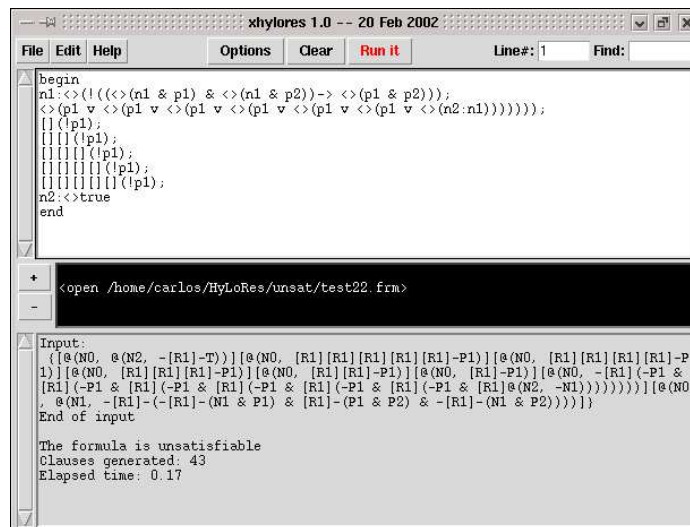 xhylores 1.0 -- 20 Feb 2002
File Edit Help Options Clear Run it Line#: 1 Find:
begin
n1:<>(!((<>(n1 & p1) & <>(n1 & p2))-> <>(p1 & p2)));
<>(p1 v <>(p1 v <>(p1 v <>(p1 v <>(p1 v <>(p1 v <>(n2:n1)))))));
[](!p1);
[][](!p1);
[][][](!p1);
[][][][](!p1);
[][][][][](!p1);
n2:<>true
end
+
<open /home/carlos/HyLoRes/unsat/test22.frm>
-
Input:
{[@(N0, @(N2, -[R1]-T))][@(N0, [R1][R1][R1][R1][R1]-P1)][@(N0, [R1][R1][R1][R1]-P
1)][@(N0, [R1][R1][R1]-P1)][@(N0, [R1][R1]-P1)][@(N0, [R1]-P1)][@(N0, -[R1](-P1 &
[R1](-P1 & [R1](-P1 & [R1](-P1 & [R1](-P1 & [R1](-P1 & [R1]@(N2, -N1))))))))][@(N0
, @(N1, -[R1]-(-[R1]-(N1 & P1) & [R1]-(P1 & P2) & -[R1]-(N1 & P2))))]}
End of input
The formula is unsatisfiable
Clauses generated: 43
Elapsed time: 0.17